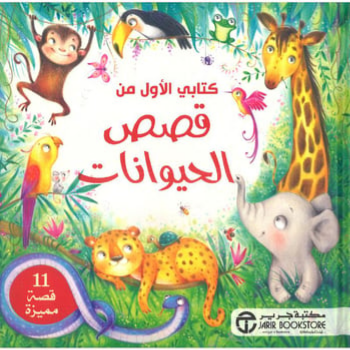 كتابي الأول من
قصص
الحيوانات
11
قصة
مميزة
مكتبة جرير
JARIR BOOKSTORE